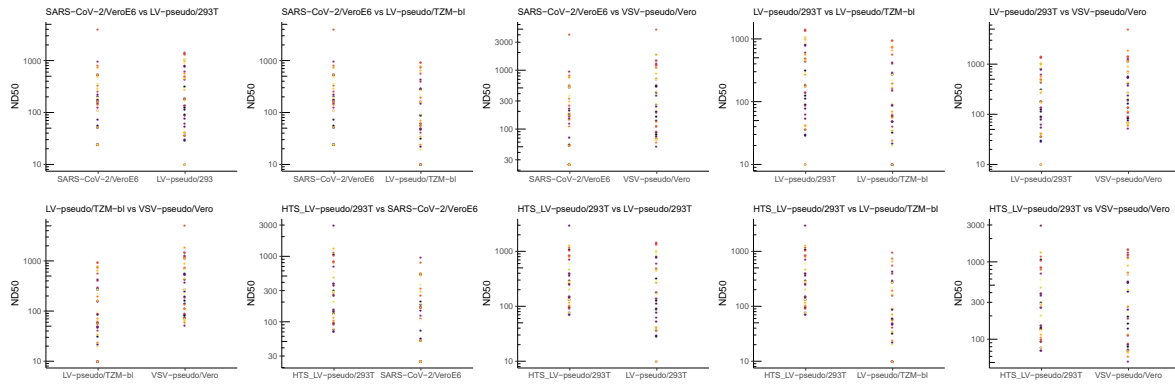 SARS-CoV-2/VeroE6 vs LV-pseudo/293T
ND50
1000
100
10
SARS-CoV-2/VeroE6 LV-pseudo/293
SARS-CoV-2/VeroE6 vs LV-pseudo/TZM-bl
ND50
1000
100
10
SARS-CoV-2/VeroE6 LV-pseudo/TZM-bl
SARS-CoV-2/VeroE6 vs VSV-pseudo/Vero
ND50
3000
1000
300
100
30
SARS-CoV-2/VeroE6 VSV-pseudo/Vero
LV-pseudo/293T vs LV-pseudo/TZM-bl
ND50
1000
100
10
LV-pseudo/293T LV-pseudo/TZM-bl
LV-pseudo/293T vs VSV-pseudo/Vero
ND50
1000
100
10
LV-pseudo/293T VSV-pseudo/Vero
LV-pseudo/TZM-bl vs VSV-pseudo/Vero
ND50
1000
100
10
LV-pseudo/TZM-bl VSV-pseudo/Vero
HTS_LV-pseudo/293T vs SARS-CoV-2/VeroE6
ND50
3000
1000
300
100
30
HTS_LV-pseudo/293T SARS-CoV-2/VeroE6
HTS_LV-pseudo/293T vs LV-pseudo/293T
ND50
1000
100
10
HTS_LV-pseudo/293T LV-pseudo/293T
HTS_LV-pseudo/293T vs LV-pseudo/TZM-bl
ND50
1000
100
10
HTS_LV-pseudo/293T LV-pseudo/TZM-bl
HTS_LV-pseudo/293T vs VSV-pseudo/Vero
ND50
3000
1000
300
100
HTS_LV-pseudo/293T VSV-pseudo/Vero